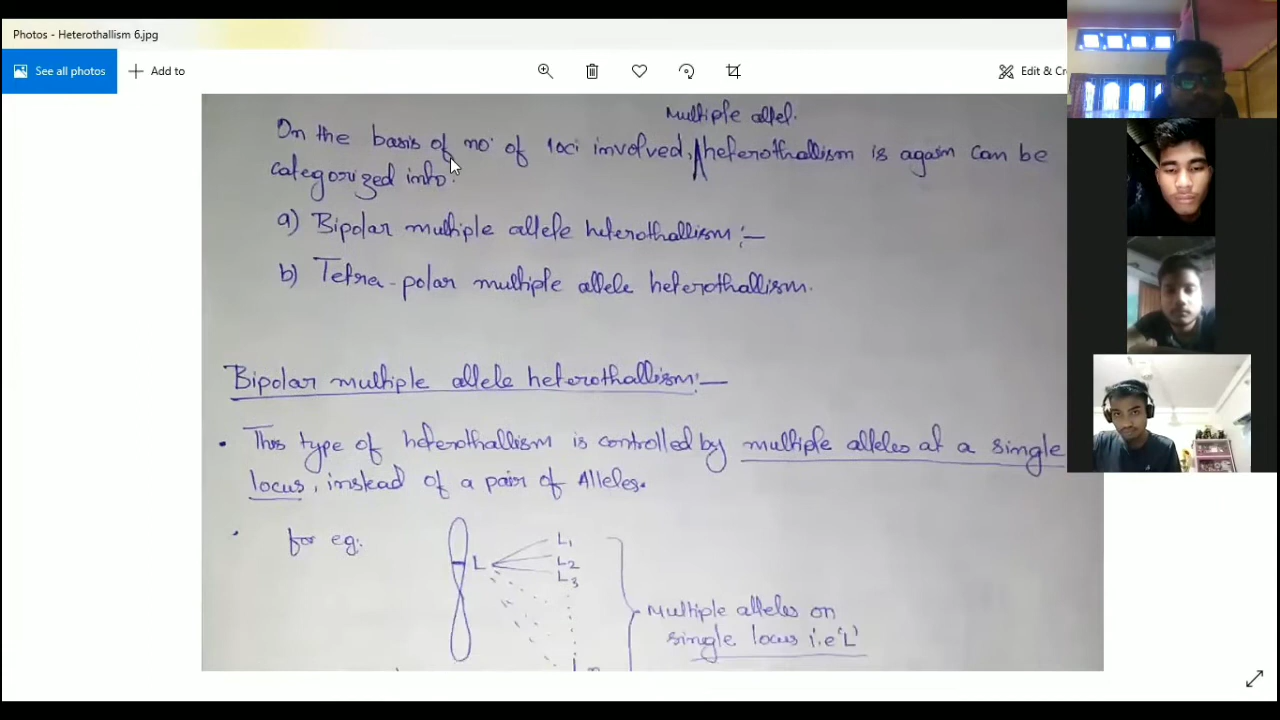 Photos - Heterothallism 6.jpg
See all photos
Add to
Edit & Cr
Multiple allel.
On the basis of no. of loci involved, heterothallism is again can be
categorized into:
a) Bipolar multiple allele heterothallism:—
b) Tetra-polar multiple allele heterothallism.
Bipolar multiple allele heterothallism:—
• This type of heterothallism is controlled by multiple alleles at a single
locus, instead of a pair of Alleles.
• for eg:
L
L1
L2
L3
Multiple alleles on
single locus i.e 'L'